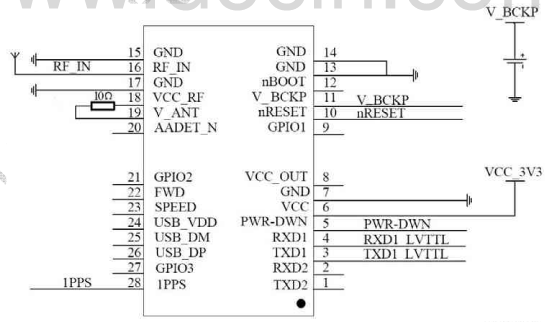 www.docin.com
V_BCKP
15 GND GND 14
RF_IN 16 RF_IN GND 13
17 GND nBOOT 12
10Ω 18 VCC_RF V_BCKP 11 V_BCKP
19 V_ANT nRESET 10 nRESET
20 AADET_N GPIO1 9
21 GPIO2 VCC_OUT 8 VCC_3V3
22 FWD GND 7
23 SPEED VCC 6
24 USB_VDD PWR-DWN 5 PWR-DWN
25 USB_DM RXD1 4 RXD1_LVTTL
26 USB_DP TXD1 3 TXD1_LVTTL
27 GPIO3 RXD2 2
1PPS 28 1PPS TXD2 1